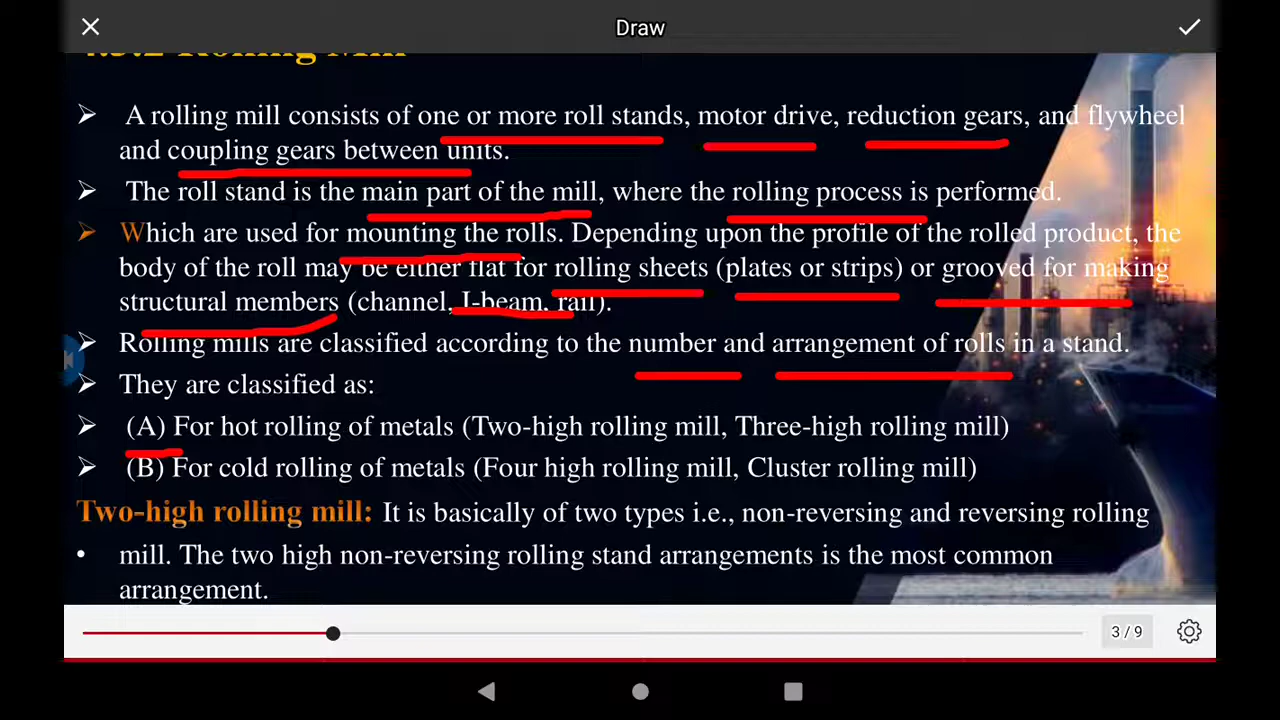 Draw
4.3.2 Rolling Mill
A rolling mill consists of one or more roll stands, motor drive, reduction gears, and flywheel
and coupling gears between units.
The roll stand is the main part of the mill, where the rolling process is performed.
Which are used for mounting the rolls. Depending upon the profile of the rolled product, the
body of the roll may be either flat for rolling sheets (plates or strips) or grooved for making
structural members (channel, I-beam, rail).
Rolling mills are classified according to the number and arrangement of rolls in a stand.
They are classified as:
(A) For hot rolling of metals (Two-high rolling mill, Three-high rolling mill)
(B) For cold rolling of metals (Four high rolling mill, Cluster rolling mill)
Two-high rolling mill: It is basically of two types i.e., non-reversing and reversing rolling
• mill. The two high non-reversing rolling stand arrangements is the most common
arrangement.
3 / 9